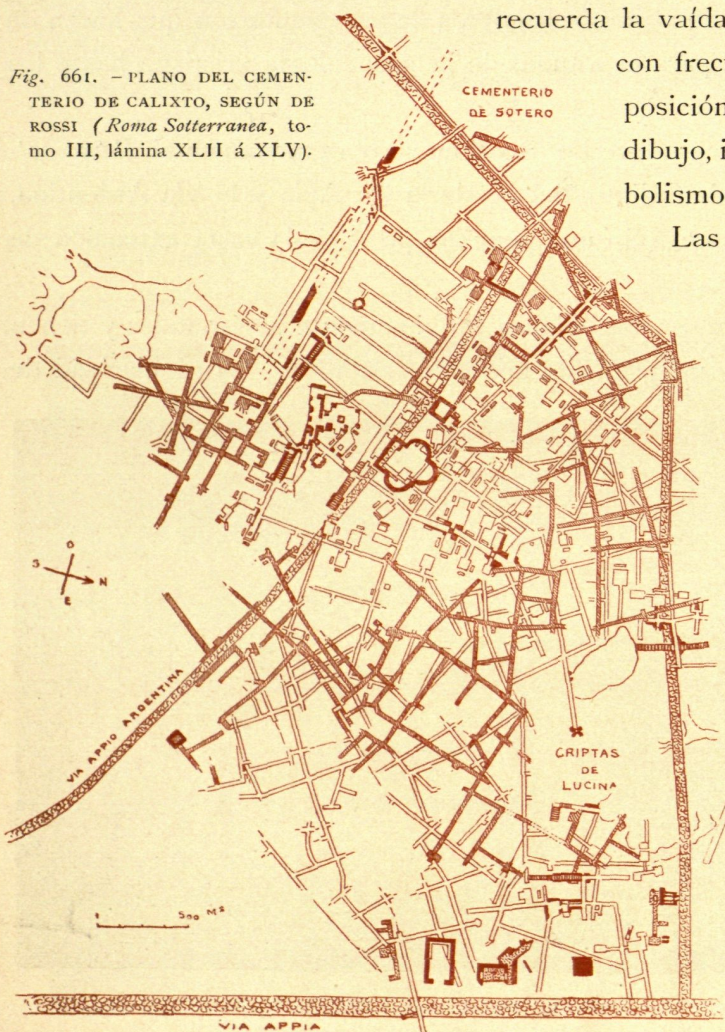 Fig. 661. – PLANO DEL CEMEN-
TERIO DE CALIXTO, SEGÚN DE
ROSSI (Roma Sotterranea, to-
mo III, lámina XLII á XLV).
recuerda la vaída
con frec
posición
dibujo, i
bolismo
Las
CEMENTERIO
DE SOTERO
O
S
N
E
VIA APPIO ARGENTINA
CRIPTAS
DE
LUCINA
500 Mˢ
VIA APPIA